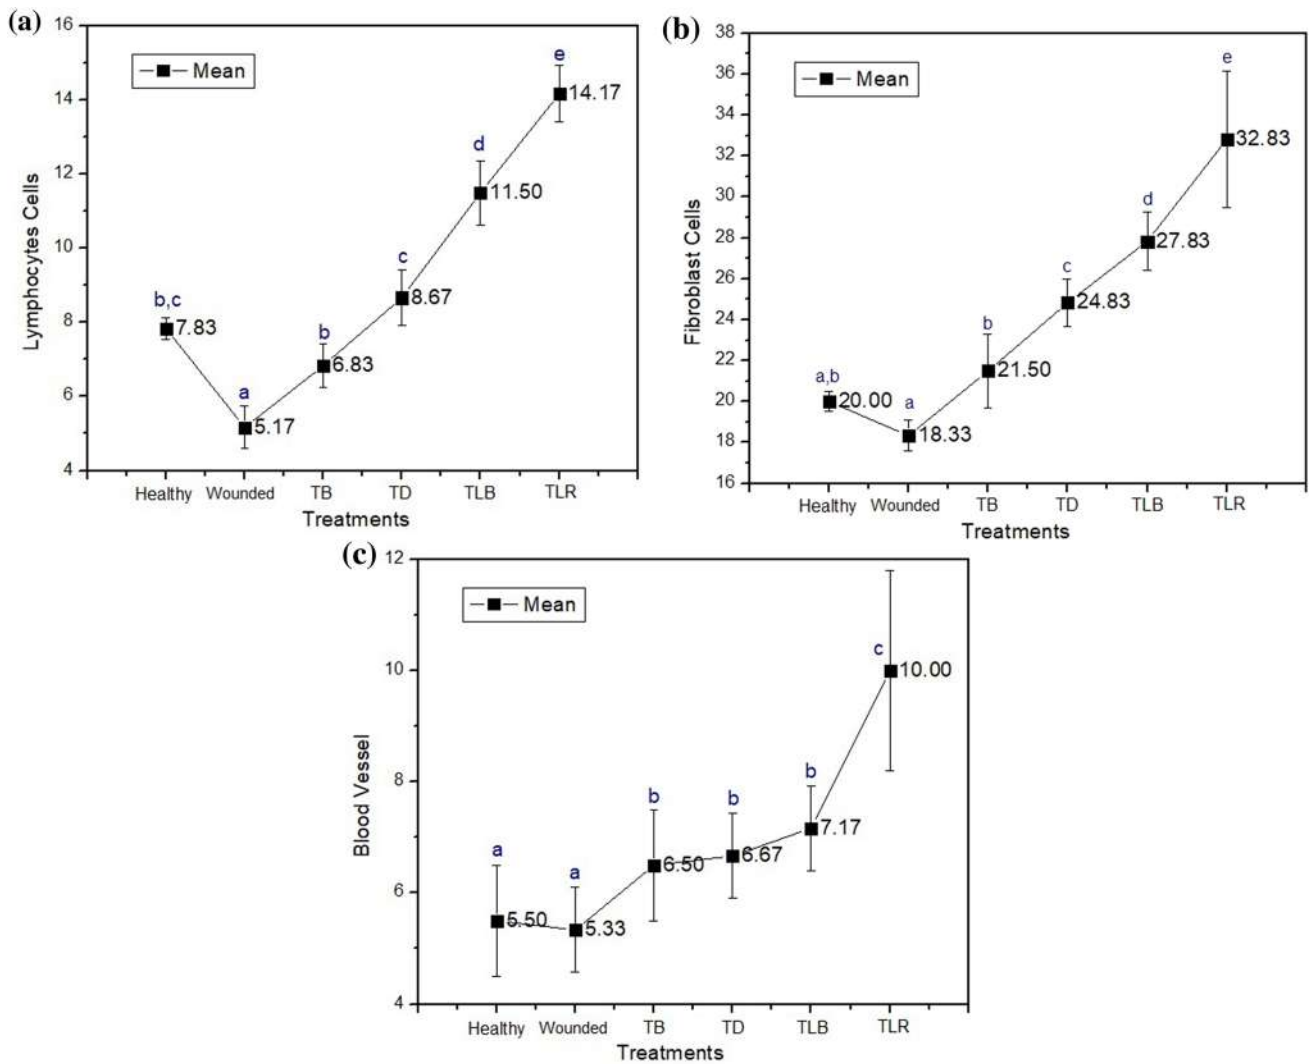 (a)
16
14
12
10
8
6
4
Lymphocytes Cells
Mean
b,c
7.83
a
5.17
b
6.83
c
8.67
d
11.50
e
14.17
Healthy Wounded TB TD TLB TLR
Treatments
(b)
38
36
34
32
30
28
26
24
22
20
18
16
Fibroblast Cells
Mean
a,b
20.00
a
18.33
b
21.50
c
24.83
d
27.83
e
32.83
Healthy Wounded TB TD TLB TLR
Treatments
(c)
12
10
8
6
4
Blood Vessel
Mean
a
5.50
a
5.33
b
6.50
b
6.67
b
7.17
c
10.00
Healthy Wounded TB TD TLB TLR
Treatments